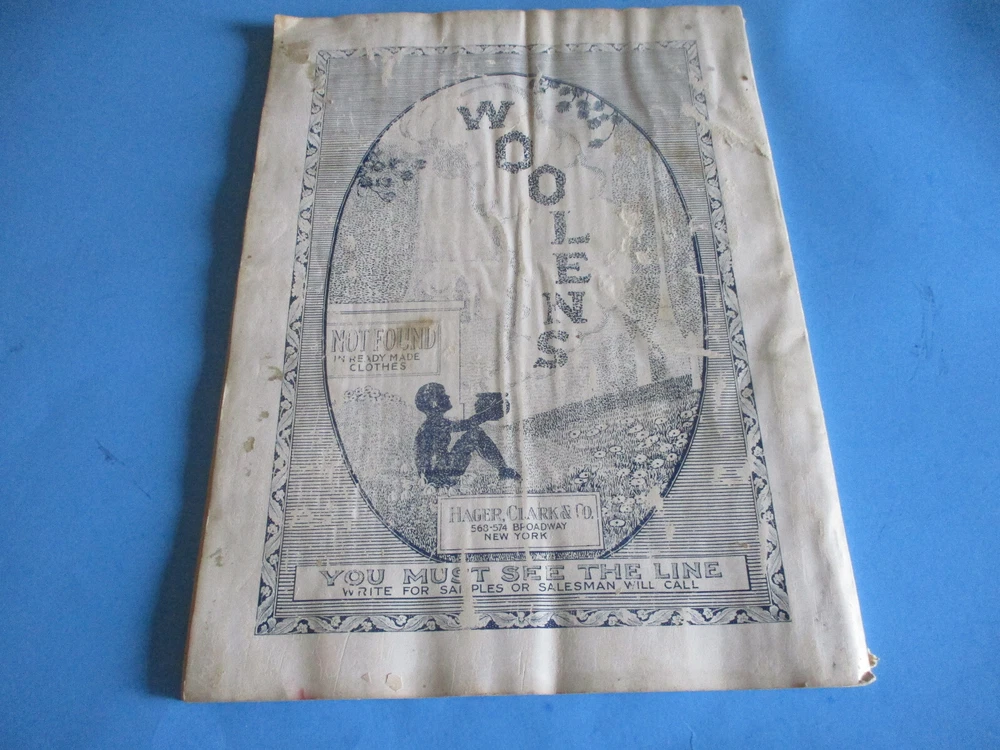 WOOLENS
NOT FOUND
IN READY MADE
CLOTHES
HAGER, CLARK & CO.
568-574 BROADWAY
NEW YORK
YOU MUST SEE THE LINE
WRITE FOR SAMPLES OR SALESMAN WILL CALL